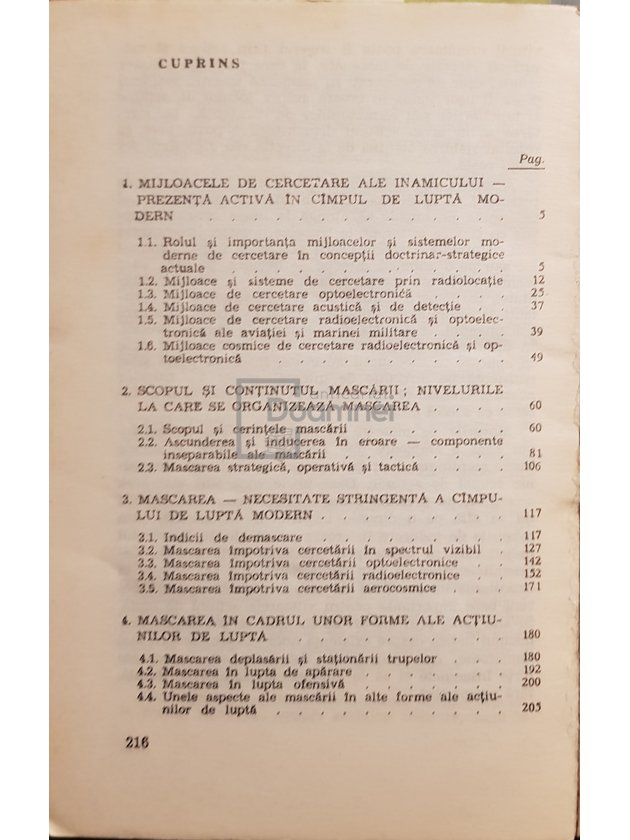 CUPRINS
Pag.
1. MIJLOACELE DE CERCETARE ALE INAMICULUI —
PREZENȚĂ ACTIVĂ ÎN CÎMPUL DE LUPTĂ MO-
DERN . . . . . . . . . . . . . . . 5
1.1. Rolul și importanța mijloacelor și sistemelor mo-
derne de cercetare în concepții doctrinar-strategice
actuale . . . . . . . . . . . . . 5
1.2. Mijloace și sisteme de cercetare prin radiolocație 12
1.3. Mijloace de cercetare optoelectronică . . . 25
1.4. Mijloace de cercetare acustică și de detecție . . 37
1.5. Mijloace de cercetare radioelectronică și optoelec-
tronică ale aviației și marinei militare . . . . 39
1.6. Mijloace cosmice de cercetare radioelectronică și op-
toelectronică . . . . . . . . . . 49
2. SCOPUL ȘI CONȚINUTUL MASCĂRII; NIVELURILE
LA CARE SE ORGANIZEAZĂ MASCAREA . . . . 60
2.1. Scopul și cerințele mascării . . . . . . 60
2.2. Ascunderea și inducerea în eroare — componente
inseparabile ale mascării . . . . . . . 81
2.3. Mascarea strategică, operativă și tactică . . . 106
3. MASCAREA — NECESITATE STRINGENTĂ A CÎMPU-
LUI DE LUPTĂ MODERN . . . . . . . . . 117
3.1. Indicii de demascare . . . . . . . . 117
3.2. Mascarea împotriva cercetării în spectrul vizibil . 127
3.3. Mascarea împotriva cercetării optoelectronice . . 142
3.4. Mascarea împotriva cercetării radioelectronice . . 152
3.5. Mascarea împotriva cercetării aerocosmice . . 171
4. MASCAREA ÎN CADRUL UNOR FORME ALE ACȚIU-
NILOR DE LUPTĂ . . . . . . . . . . 180
4.1. Mascarea deplasării și staționării trupelor . . . 180
4.2. Mascarea în lupta de apărare . . . . . . 192
4.3. Mascarea în lupta ofensivă . . . . . . 200
4.4. Unele aspecte ale mascării în alte forme ale acțiu-
nilor de luptă . . . . . . . . . . 205
216
anticariat
Doamnei